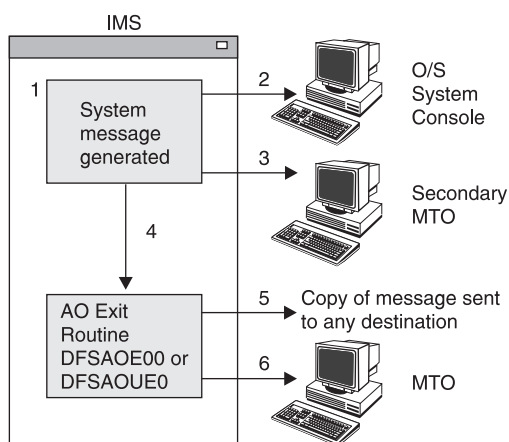 IMS
1
System
message
generated
2
O/S
System
Console
3
Secondary
MTO
4
AO Exit
Routine
DFSAOE00 or
DFSAOUE0
5
Copy of message sent
to any destination
6
MTO